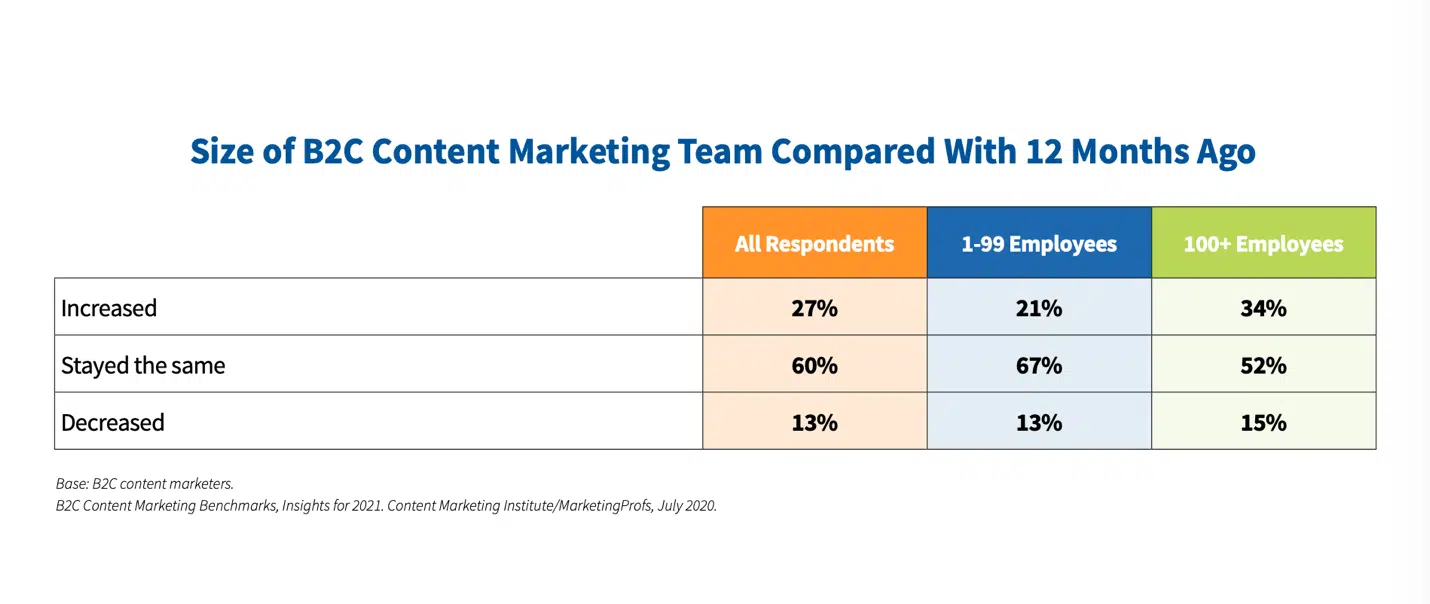 Size of B2C Content Marketing Team Compared With 12 Months Ago
All Respondents 1-99 Employees 100+ Employees
Increased 27% 21% 34%
Stayed the same 60% 67% 52%
Decreased 13% 13% 15%
Base: B2C content marketers.
B2C Content Marketing Benchmarks, Insights for 2021. Content Marketing Institute/MarketingProfs, July 2020.